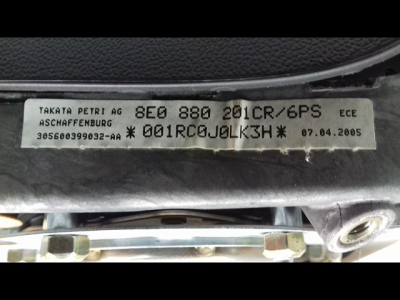 TAKATA PETRI AG 8E0 880 201CR/6PS ECE
ASCHAFFENBURG
305600399032-AA *001RC0J0LK3H* 07.04.2005